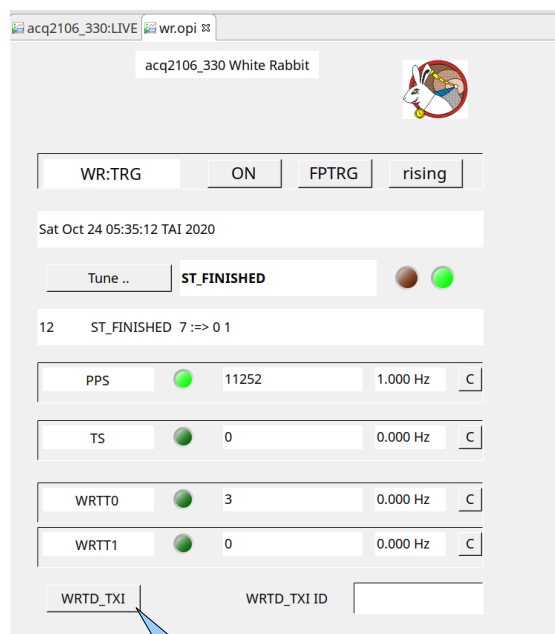 acq2106_330:LIVE wr.opi
acq2106_330 White Rabbit
WR:TRG ON FPTRG rising
Sat Oct 24 05:35:12 TAI 2020
Tune .. ST_FINISHED
12 ST_FINISHED 7 :=> 0 1
PPS 11252 1.000 Hz C
TS 0 0.000 Hz C
WRTT0 3 0.000 Hz C
WRTT1 0 0.000 Hz C
WRTD_TXI WRTD_TXI ID